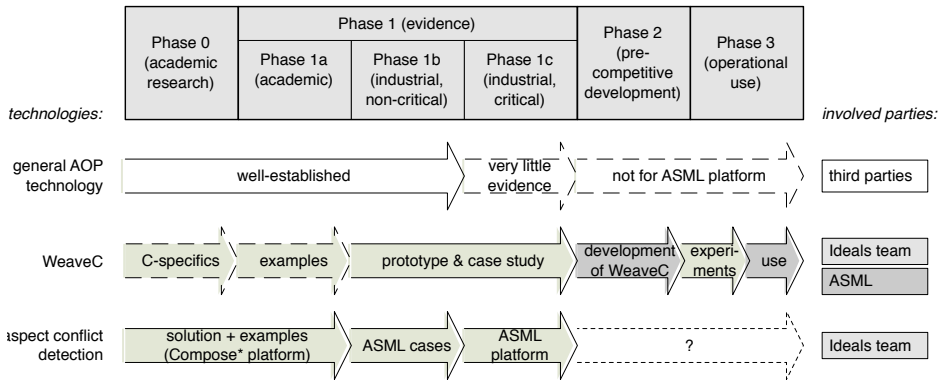 Phase 1 (evidence)
Phase 0
(academic
research)
Phase 1a
(academic)
Phase 1b
(industrial,
non-critical)
Phase 1c
(industrial,
critical)
Phase 2
(pre-
competitive
development)
Phase 3
(operational
use)
technologies:
involved parties:
general AOP
technology
well-established
very little
evidence
not for ASML platform
third parties
WeaveC
C-specifics
examples
prototype & case study
development
of WeaveC
experi-
ments
use
Ideals team
ASML
aspect conflict
detection
solution + examples
(Compose* platform)
ASML cases
ASML
platform
?
Ideals team